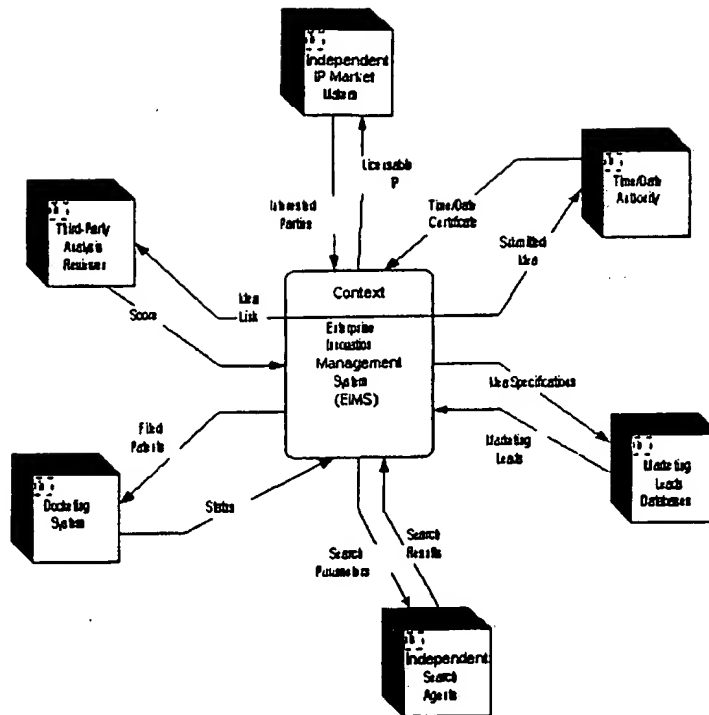 Independent
IP Market
Makers
Licensable
IP
Interested
Parties
Time/Date
Certificate
Time/Date
Authority
Submitted
Idea
Third-Party
Analysis
Reviewer
Idea
List
Score
Context
Enterprise
Innovation
Management
System
(EIMS)
Idea Specifications
Marketing
Leads
Marketing
Leads
Databases
Filed
Patents
Docketing
System
Status
Search
Parameters
Search
Results
Independent
Search
Agents